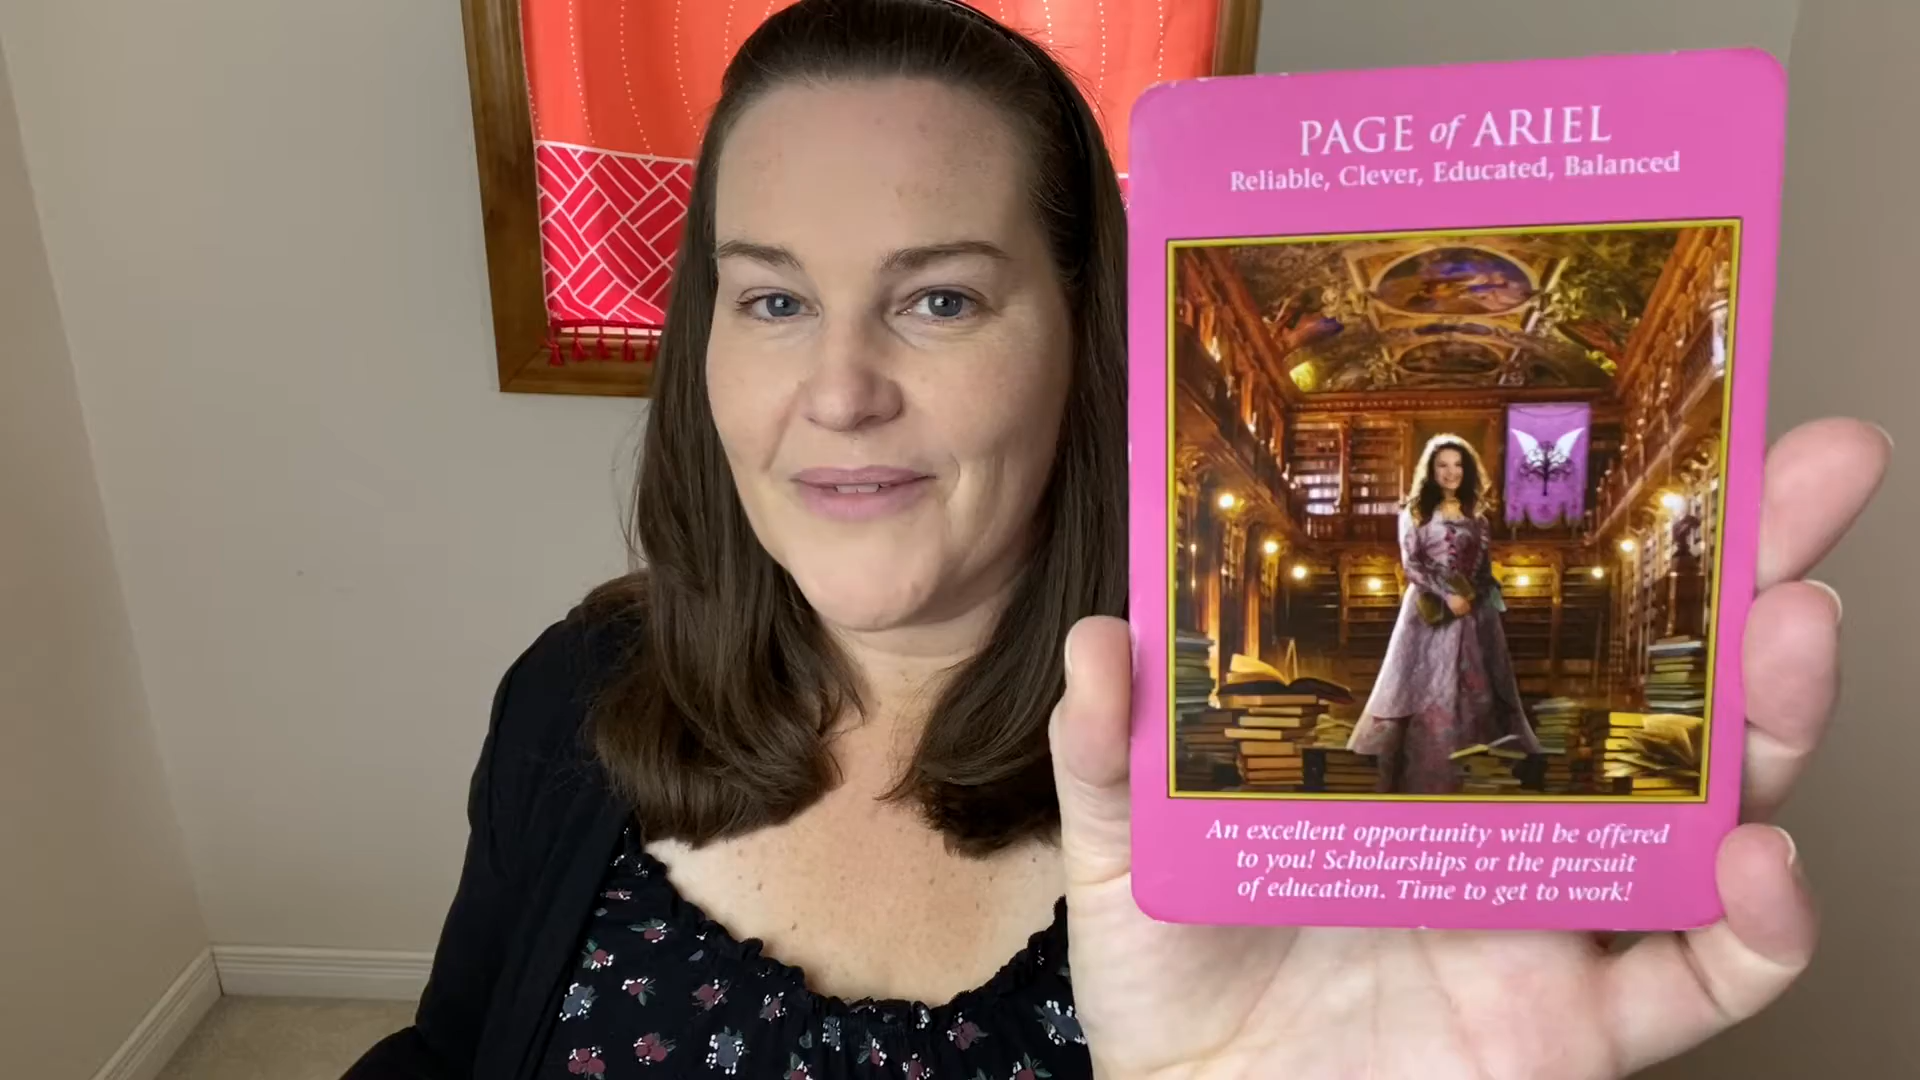 PAGE of ARIEL
Reliable, Clever, Educated, Balanced
An excellent opportunity will be offered
to you! Scholarships or the pursuit
of education. Time to get to work!